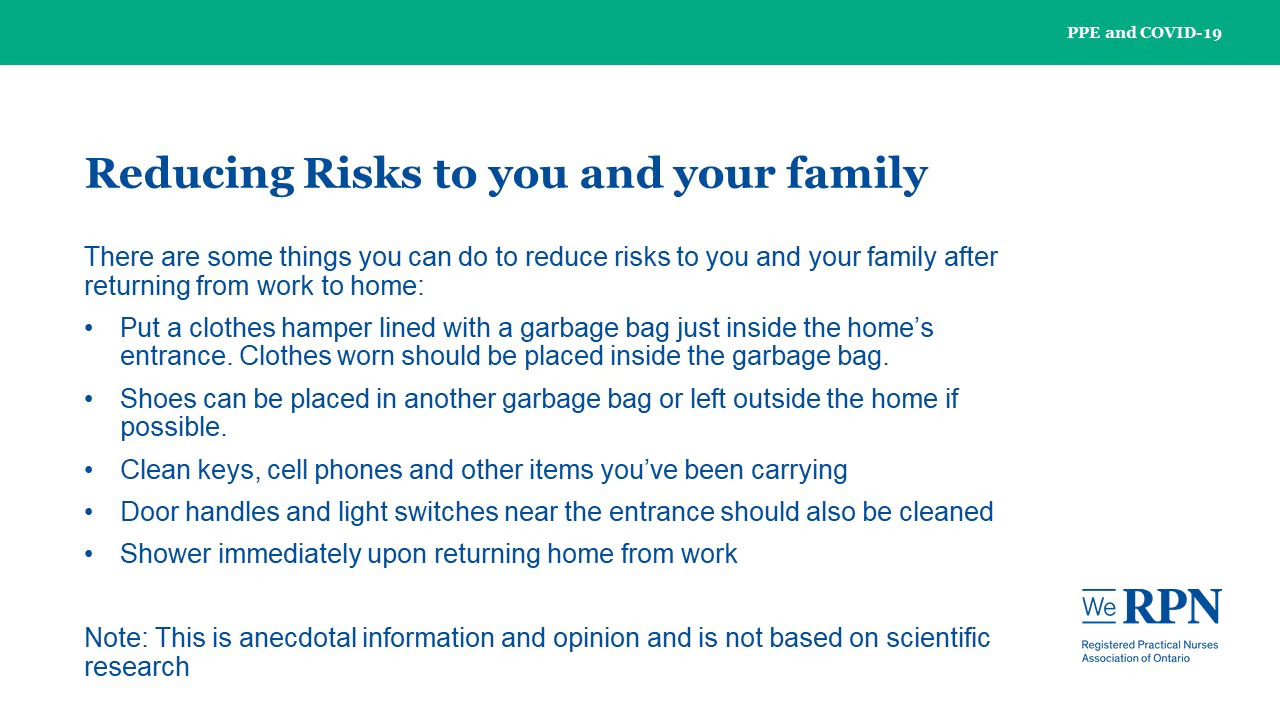 PPE and COVID-19
Reducing Risks to you and your family
There are some things you can do to reduce risks to you and your family after
returning from work to home:
• Put a clothes hamper lined with a garbage bag just inside the home’s
entrance. Clothes worn should be placed inside the garbage bag.
• Shoes can be placed in another garbage bag or left outside the home if
possible.
• Clean keys, cell phones and other items you’ve been carrying
• Door handles and light switches near the entrance should also be cleaned
• Shower immediately upon returning home from work
Note: This is anecdotal information and opinion and is not based on scientific
research
We RPN
Registered Practical Nurses
Association of Ontario